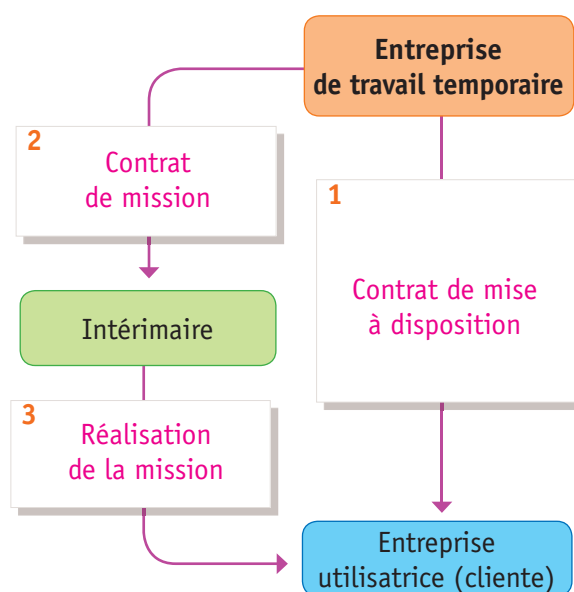 Entreprise
de travail temporaire
2
Contrat
de mission
1
Contrat de mise
à disposition
Intérimaire
3
Réalisation
de la mission
Entreprise
utilisatrice (cliente)